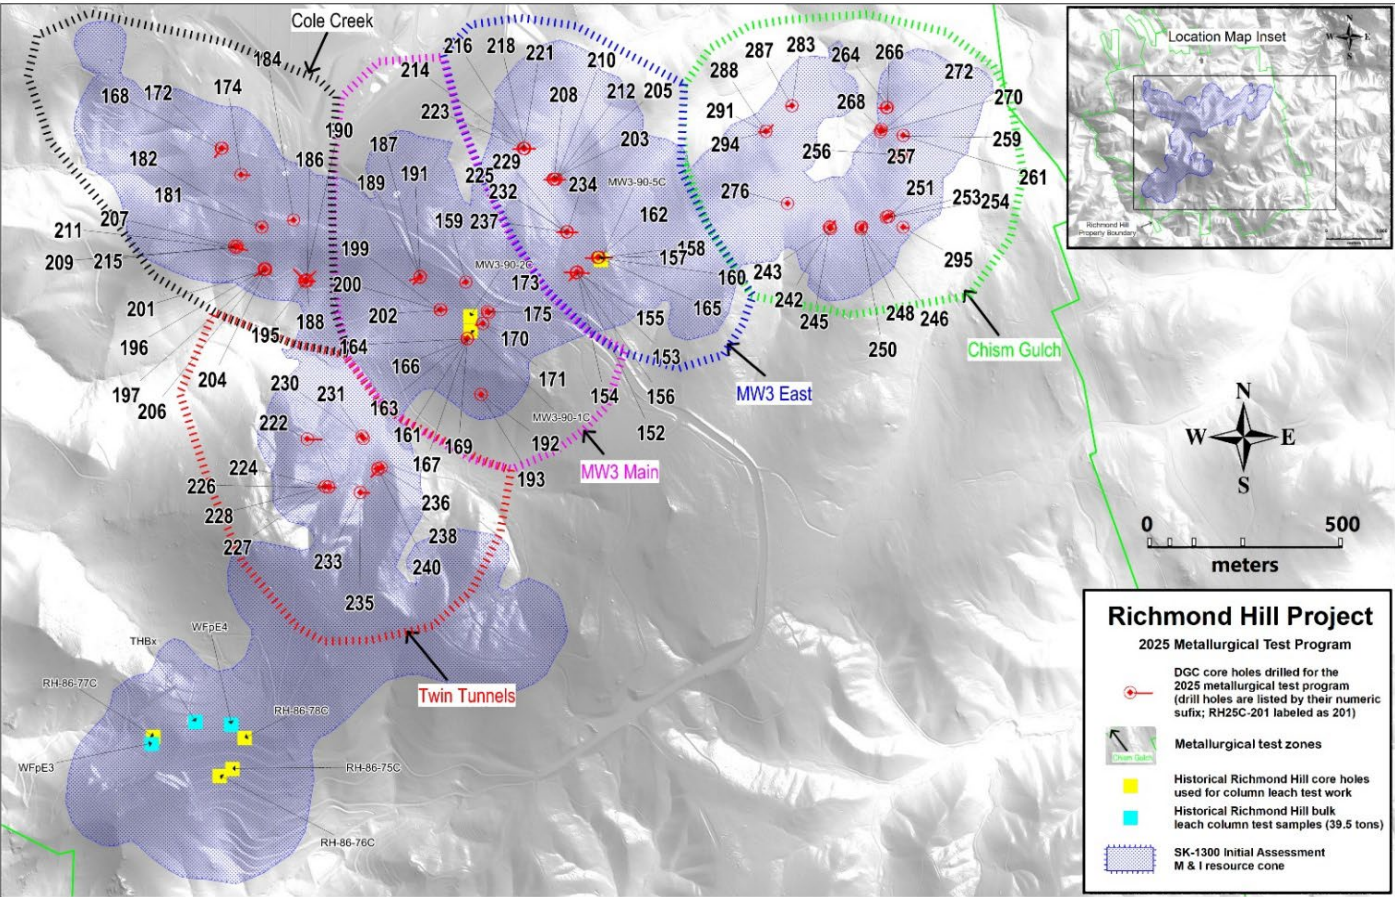 Cole Creek
216
218
221
210
283
287
264
266
184
214
288
272
174
208
212
205
168
172
223
291
268
270
190
203
294
259
182
187
186
229
256
257
191
225
234
MW3-90-5C
261
181
189
232
276
251
253
254
207
159
237
162
211
199
158
157
209
215
MW3-90-2C
295
243
200
173
160
201
202
175
165
242
188
155
245
248
246
196
195
164
170
Chism Gulch
153
250
166
204
171
MW3 East
197
230
231
154
156
206
163
MW3-90-1C
222
161
192
152
169
MW3 Main
224
167
193
226
236
228
227
238
233
240
235
WFpE4
THBx
RH-86-77C
Twin Tunnels
RH-86-78C
WFpE3
RH-86-75C
RH-86-76C
Location Map Inset
N
E
Richmond Hill
Property Boundary
N
W
E
S
0
500
meters
Richmond Hill Project
2025 Metallurgical Test Program
DGC core holes drilled for the
2025 metallurgical test program
(drill holes are listed by their numeric
sufix; RH25C-201 labeled as 201)
Chism Gulch
Metallurgical test zones
Historical Richmond Hill core holes
used for column leach test work
Historical Richmond Hill bulk
leach column test samples (39.5 tons)
SK-1300 Initial Assessment
M & I resource cone